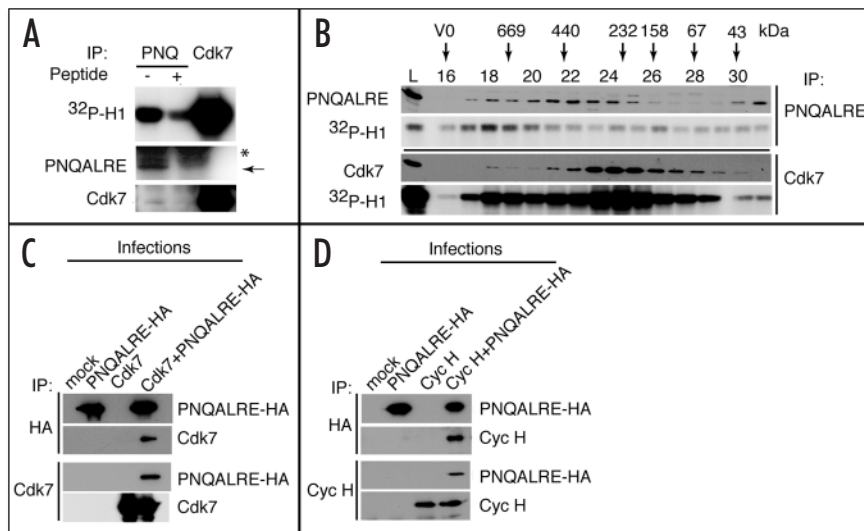 A
IP: PNQ Cdk7
Peptide - +
32P-H1
PNQALRE *
Cdk7
B
V0 669 440 232 158 67 43 kDa
L 16 18 20 22 24 26 28 30 IP:
PNQALRE
32P-H1
PNQALRE
Cdk7
32P-H1
Cdk7
C
Infections
mock
PNQALRE-HA
Cdk7
Cdk7+PNQALRE-HA
IP:
HA
PNQALRE-HA
Cdk7
Cdk7
PNQALRE-HA
Cdk7
D
Infections
mock
PNQALRE-HA
Cyc H
Cyc H+PNQALRE-HA
IP:
HA
PNQALRE-HA
Cyc H
Cyc H
PNQALRE-HA
Cyc H